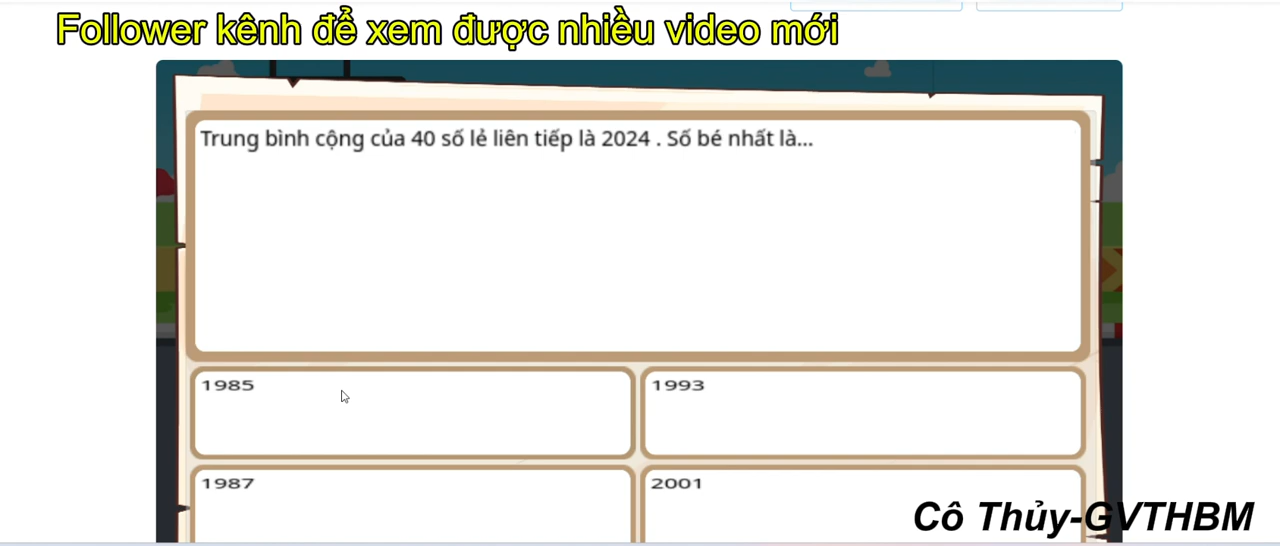 Follower kênh để xem được nhiều video mới
Trung bình cộng của 40 số lẻ liên tiếp là 2024 . Số bé nhất là...
1985
1993
1987
2001
Cô Thủy-GVTHBM